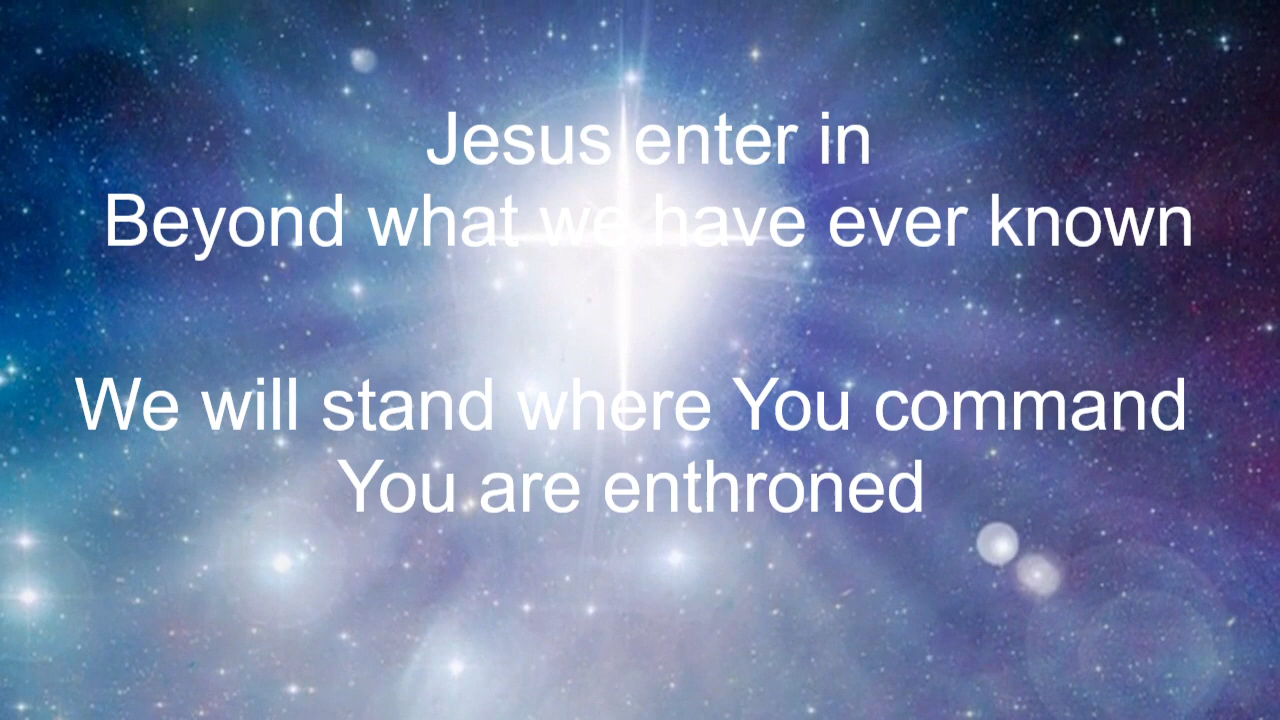 Jesus enter in
Beyond what we have ever known
We will stand where You command
You are enthroned